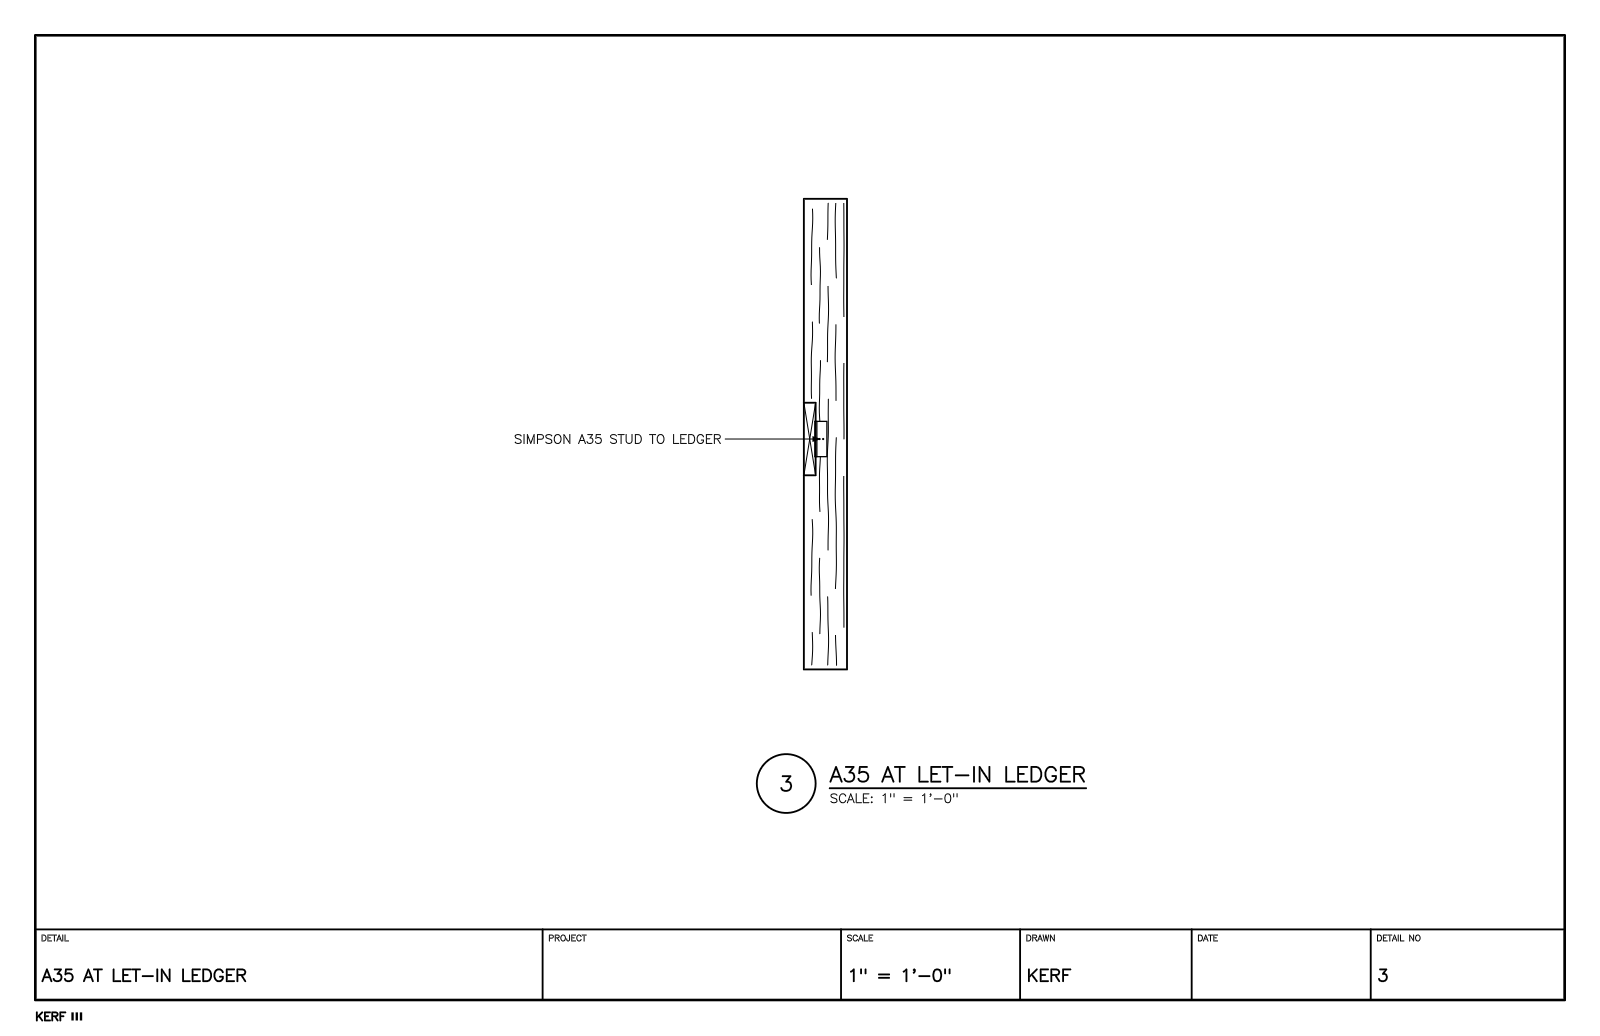 SIMPSON A35 STUD TO LEDGER
3
A35 AT LET-IN LEDGER
SCALE: 1" = 1'-0"
DETAIL
A35 AT LET-IN LEDGER
PROJECT
SCALE
1" = 1'-0"
DRAWN
KERF
DATE
DETAIL NO
3
KERF III